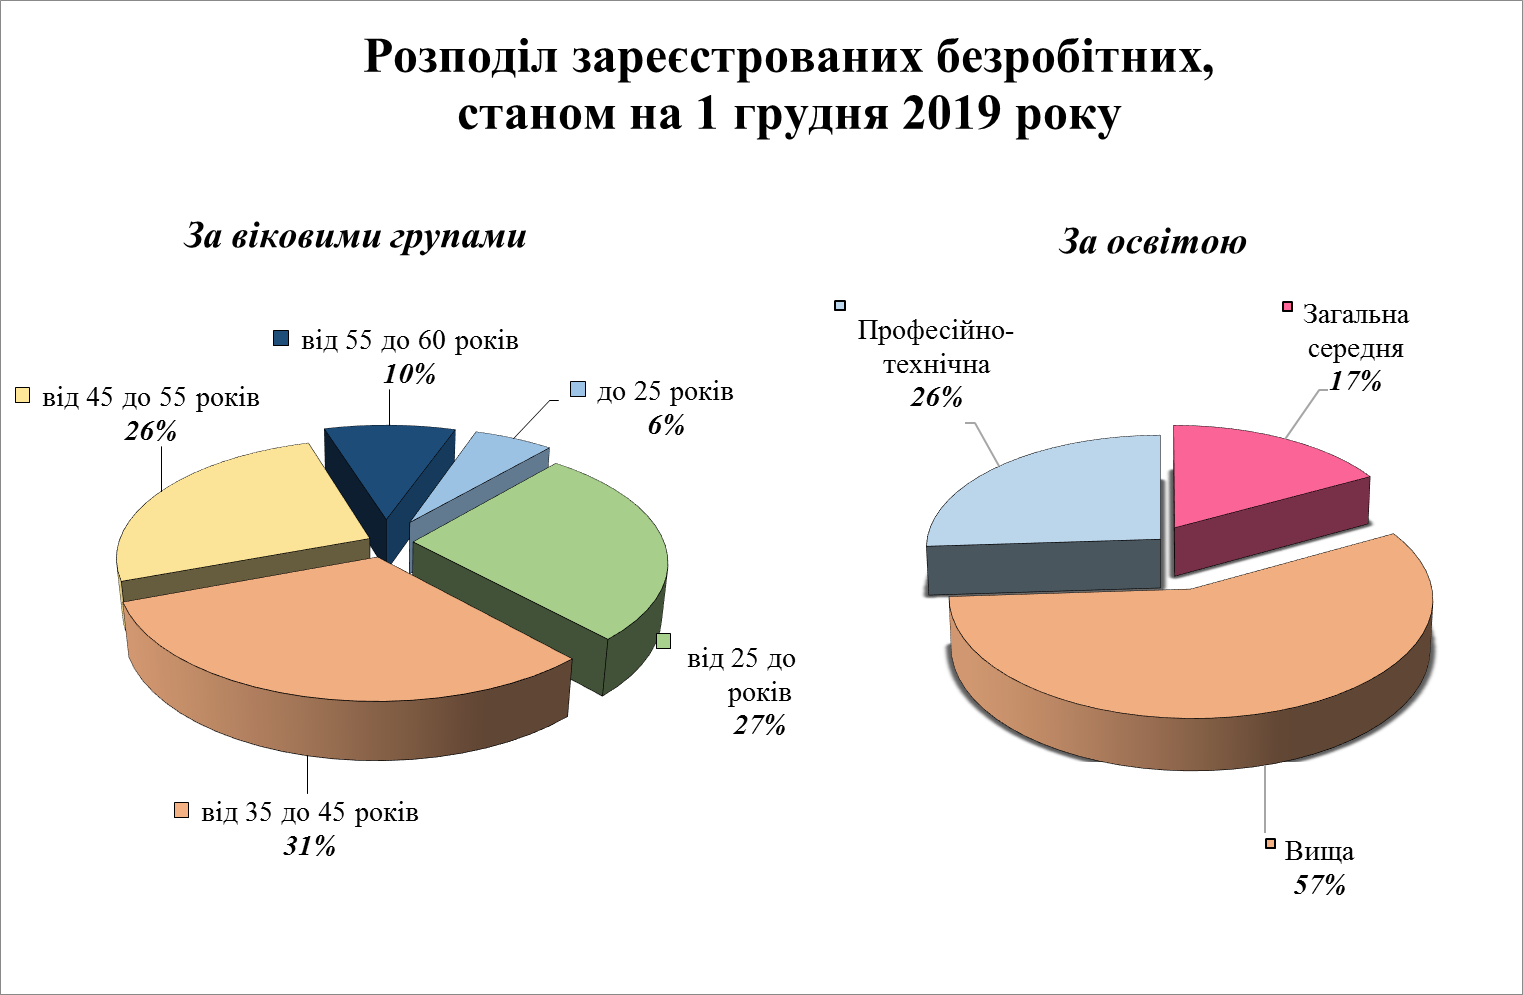 Розподіл зареєстрованих безробітних,
станом на 1 грудня 2019 року
За віковими групами
від 55 до 60 років
10%
до 25 років
6%
від 45 до 55 років
26%
від 25 до
років
27%
від 35 до 45 років
31%
За освітою
Професійно-
технічна
26%
Загальна
середня
17%
Вища
57%